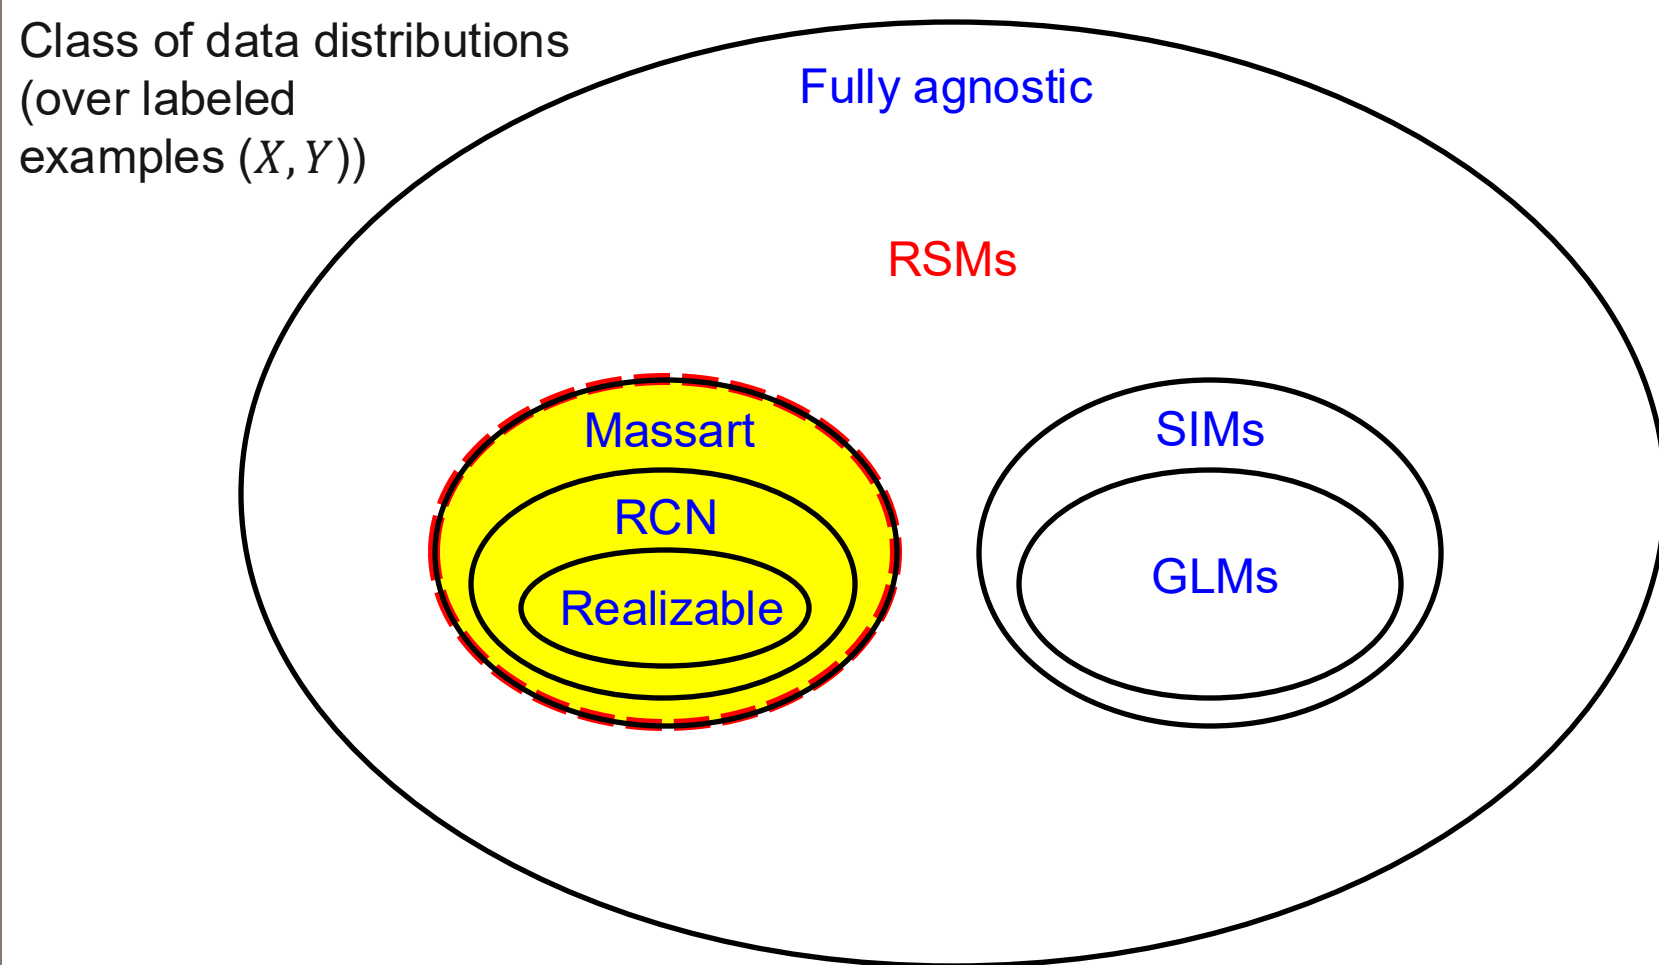 Class of data distributions
(over labeled
examples (X, Y))
Fully agnostic
RSMs
Massart
RCN
Realizable
SIMs
GLMs